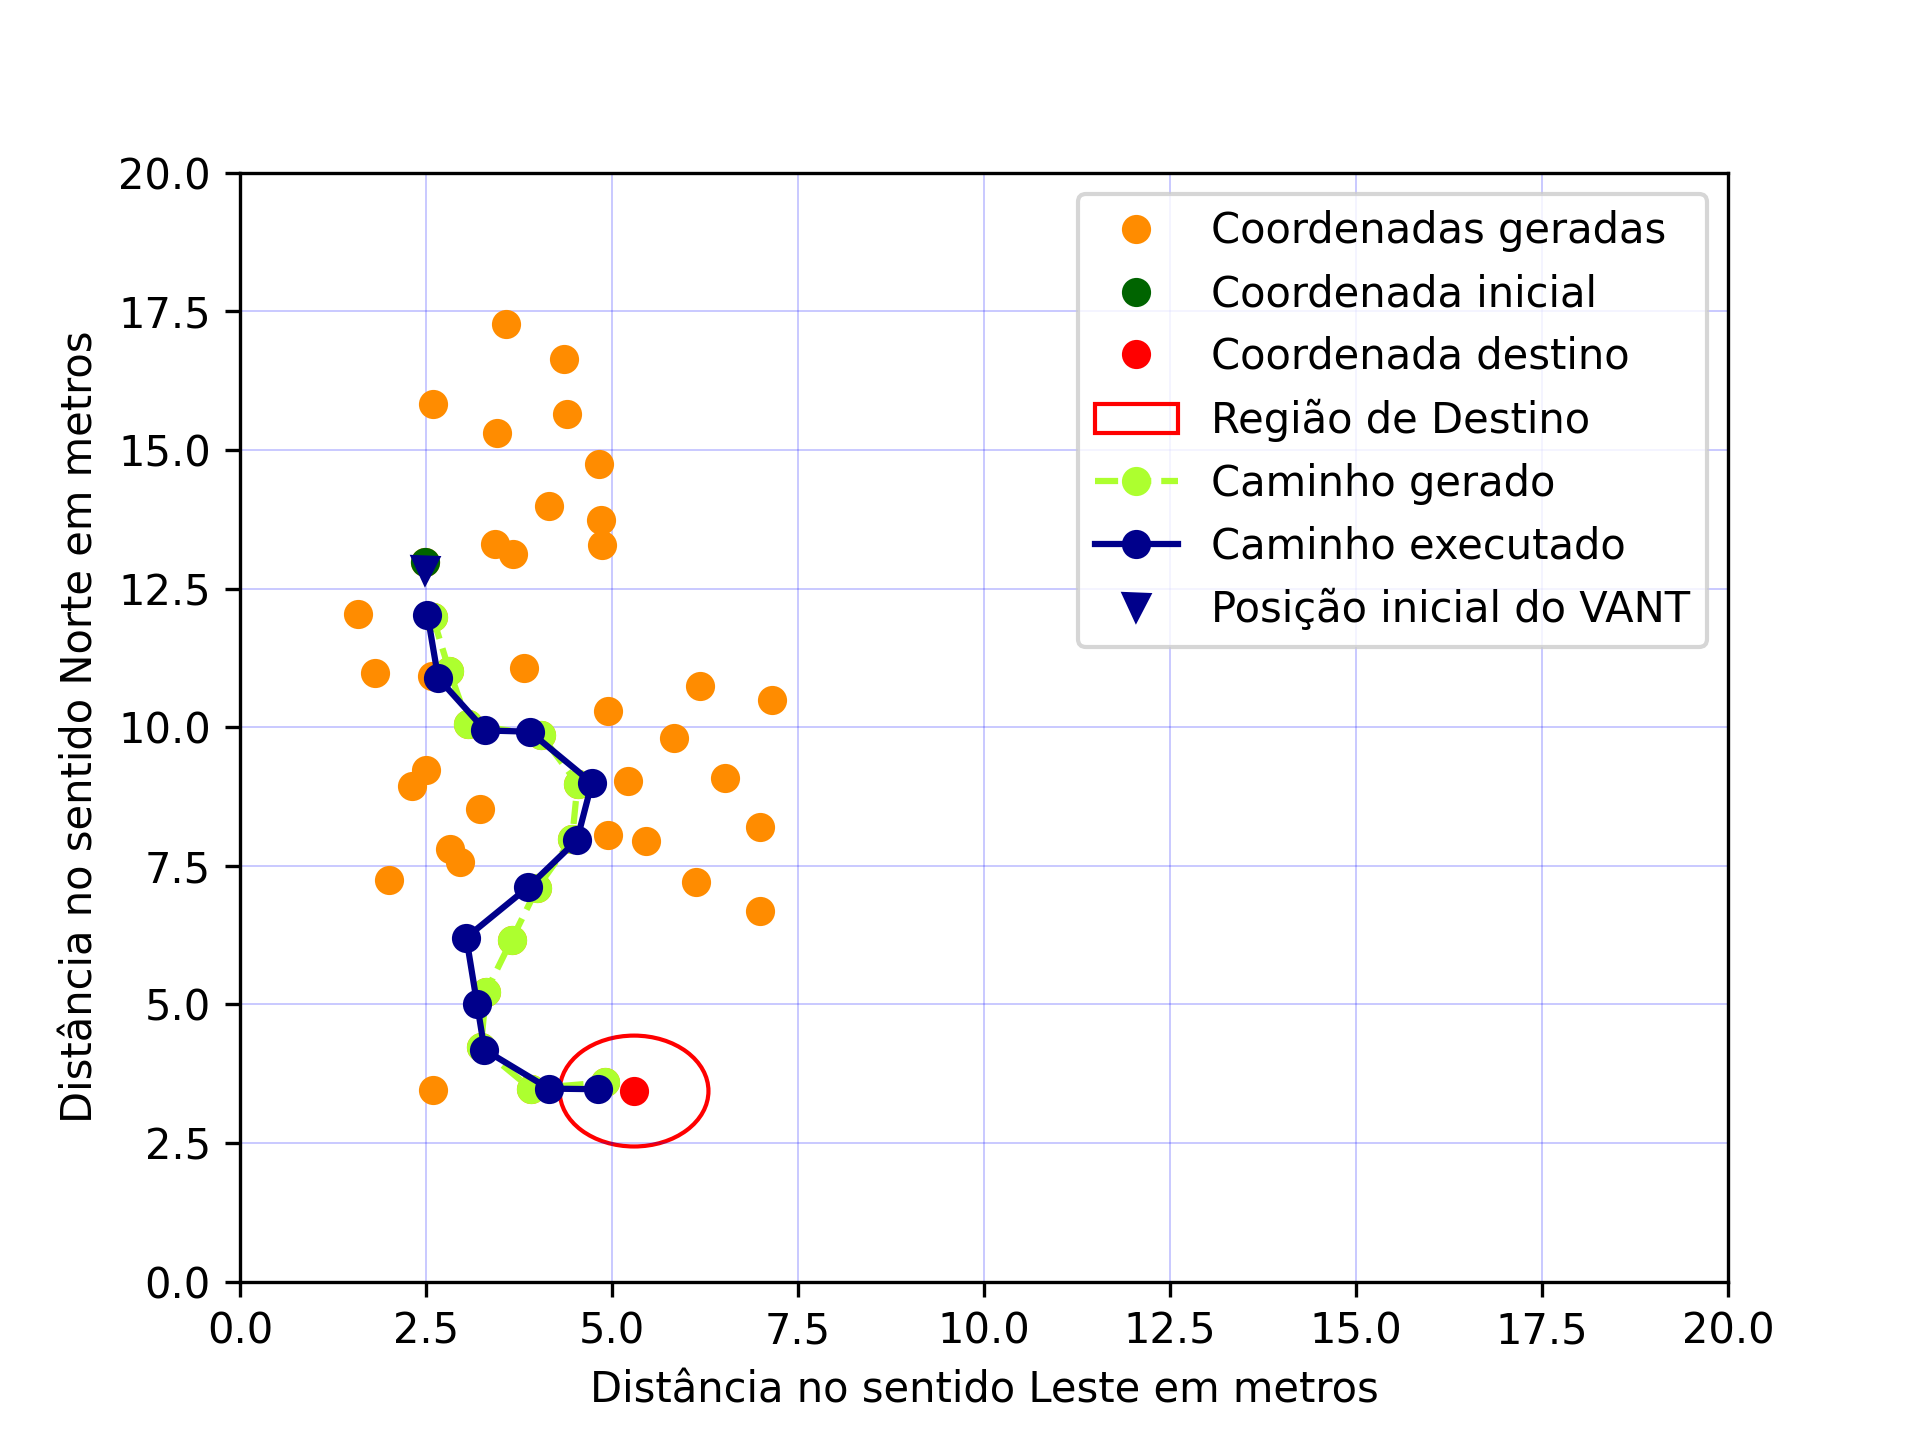 Distância no sentido Norte em metros
20.0
17.5
15.0
12.5
10.0
7.5
5.0
2.5
0.0
Coordenadas geradas
Coordenada inicial
Coordenada destino
Região de Destino
Caminho gerado
Caminho executado
Posição inicial do VANT
0.0 2.5 5.0 7.5 10.0 12.5 15.0 17.5 20.0
Distância no sentido Leste em metros